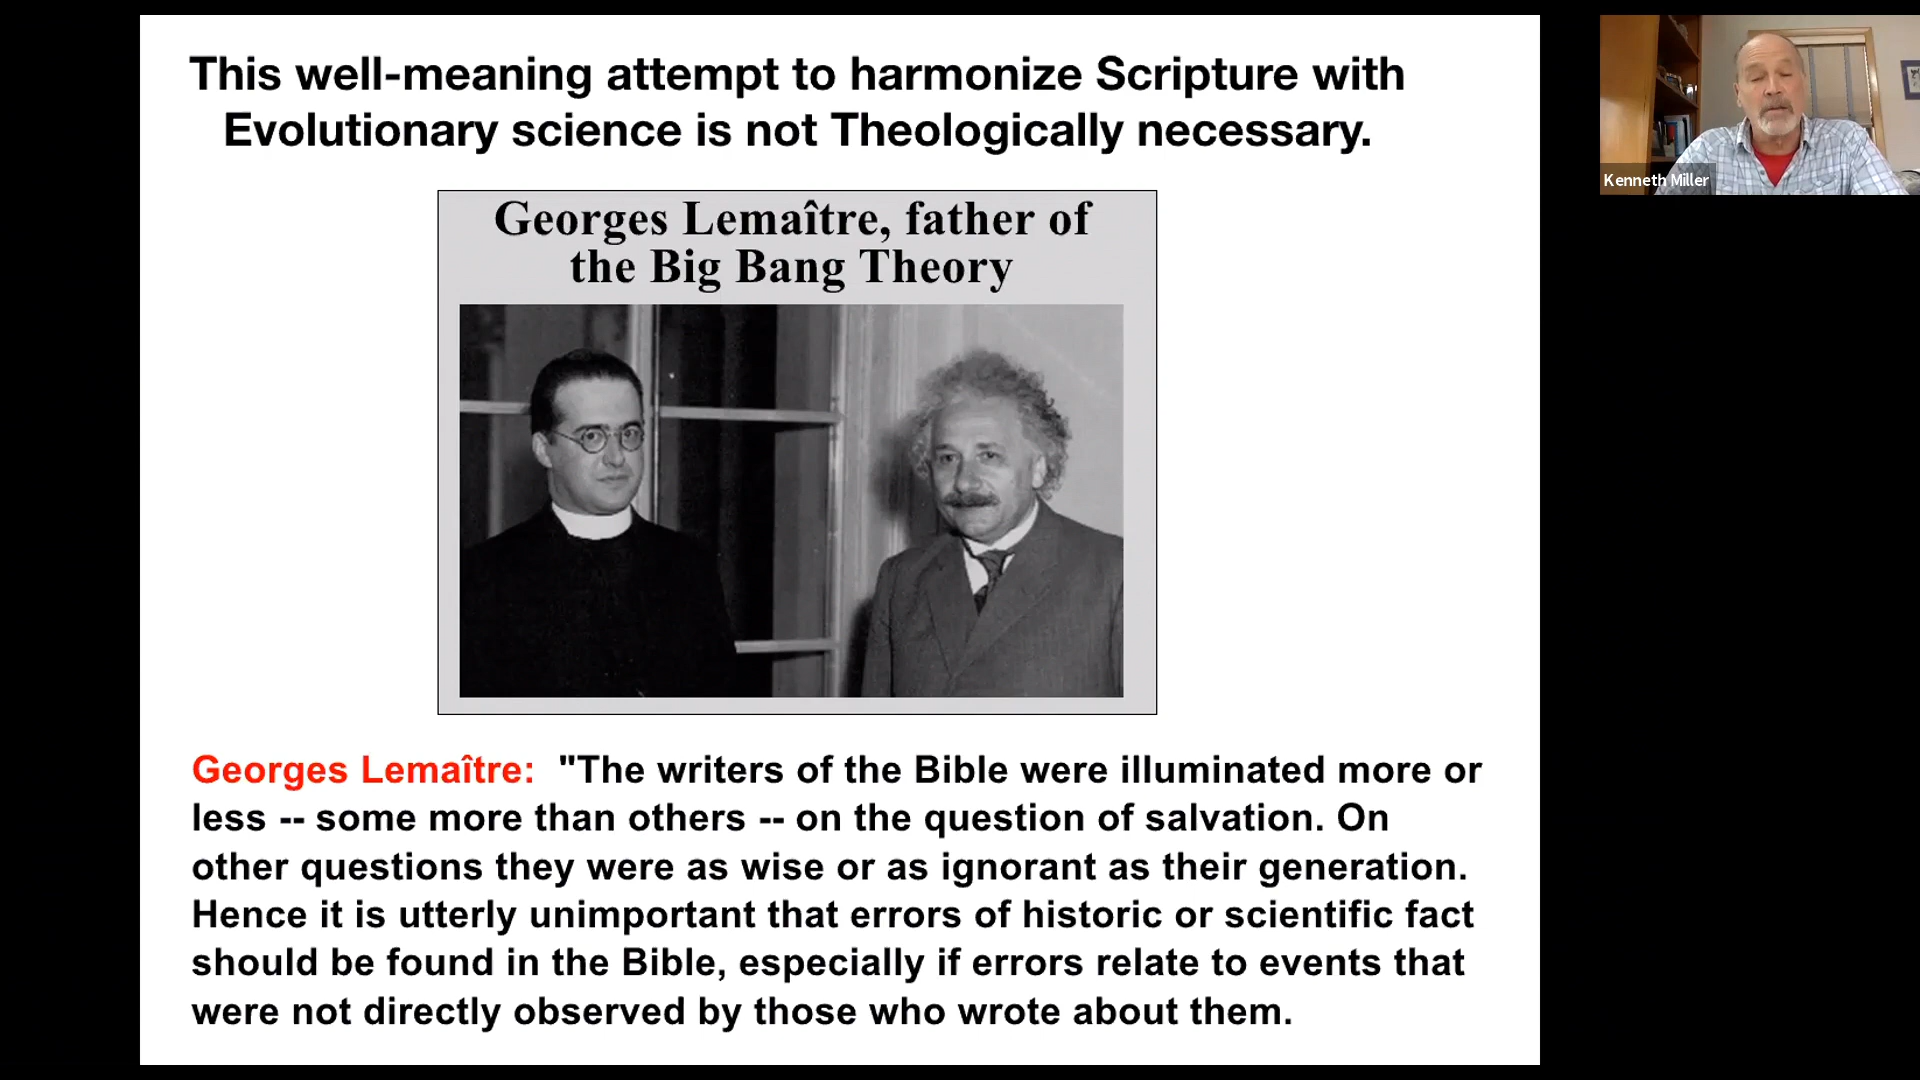 This well-meaning attempt to harmonize Scripture with
Evolutionary science is not Theologically necessary.
Georges Lemaître, father of
the Big Bang Theory
Georges Lemaître: "The writers of the Bible were illuminated more or
less -- some more than others -- on the question of salvation. On
other questions they were as wise or as ignorant as their generation.
Hence it is utterly unimportant that errors of historic or scientific fact
should be found in the Bible, especially if errors relate to events that
were not directly observed by those who wrote about them.
Kenneth Miller